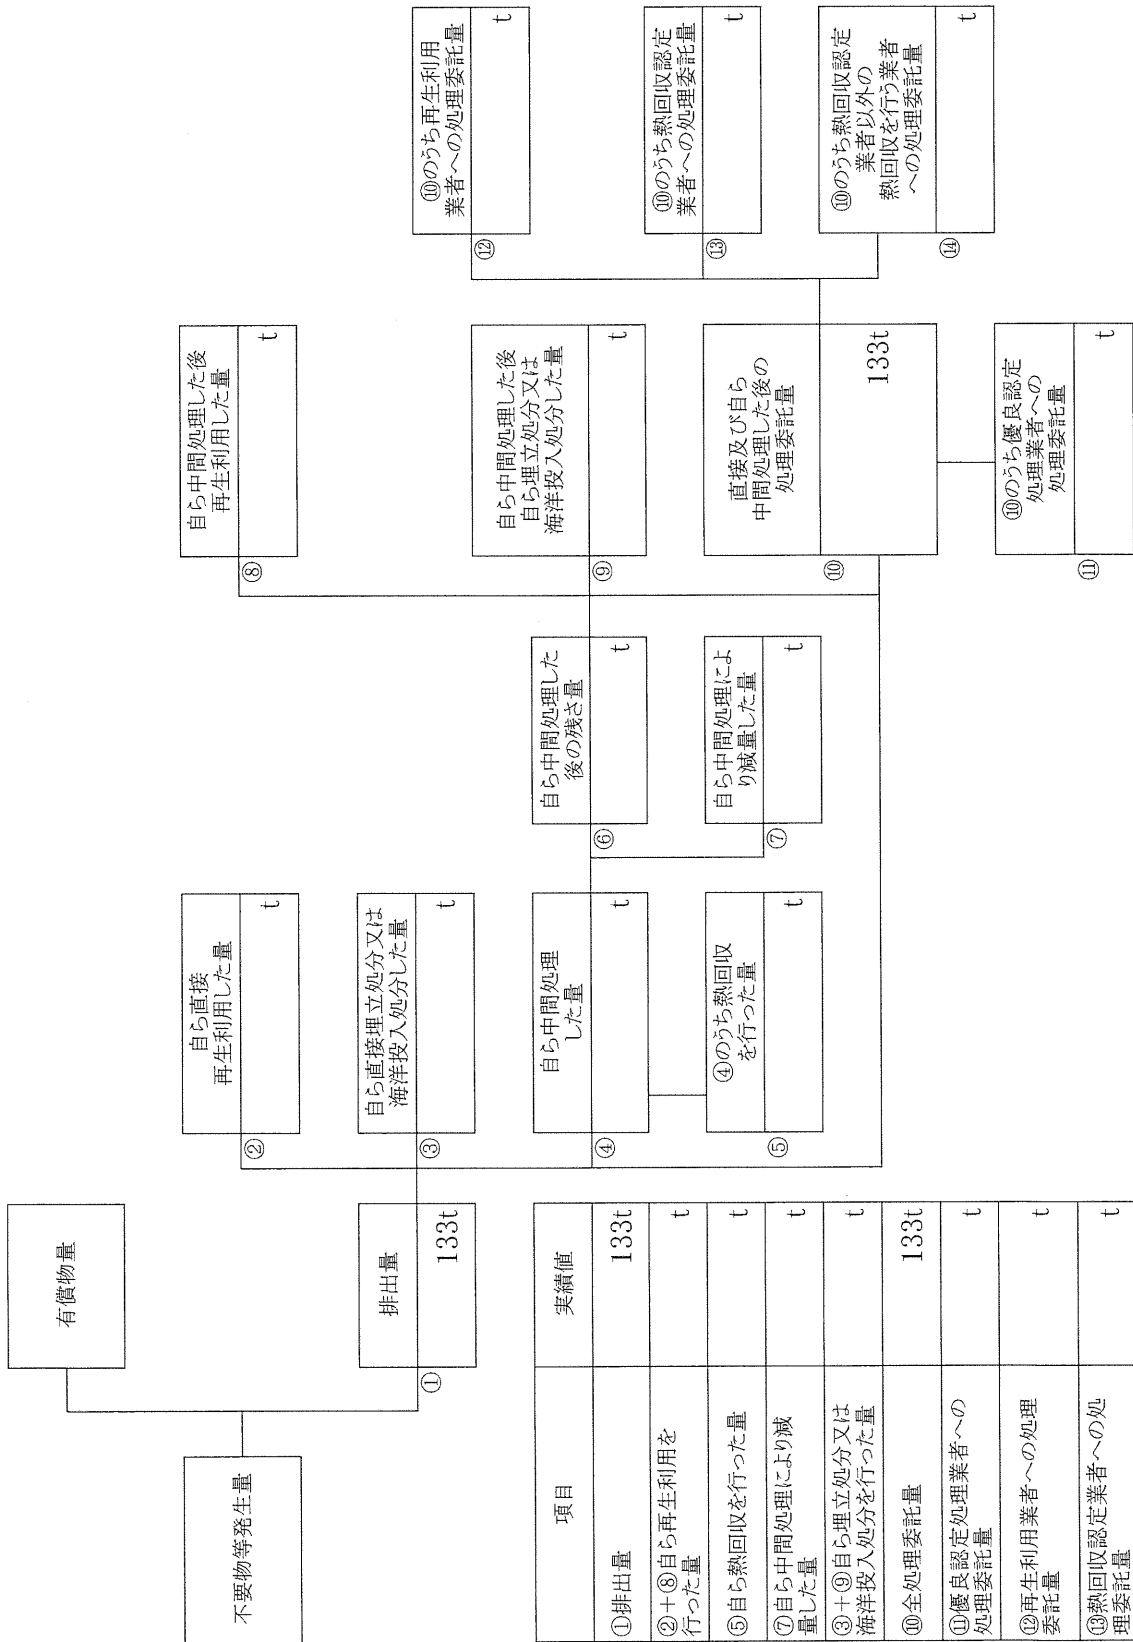 不要物等発生量
有償物量
①
排出量
133t
②
自ら直接
再生利用した量
t
③
自ら直接埋立処分又は
海洋投入処分した量
t
④
自ら中間処理
した量
t
⑤
④のうち熱回収
を行った量
t
⑥
自ら中間処理した
後の残さ量
t
⑦
自ら中間処理によ
り減量した量
t
⑧
自ら中間処理した後
再生利用した量
t
⑨
自ら中間処理した後
自ら埋立処分又は
海洋投入処分した量
t
⑩
直接及び自ら
中間処理した後の
処理委託量
133t
⑪
⑩のうち優良認定
処理業者への
処理委託量
t
⑫
⑩のうち再生利用
業者への処理委託量
t
⑬
⑩のうち熱回収認定
業者への処理委託量
t
⑭
⑩のうち熱回収認定
業者以外の
熱回収を行う業者
への処理委託量
t
項目 実績値
①排出量 133t
②+⑧自ら再生利用を
行った量 t
⑤自ら熱回収を行った量 t
⑦自ら中間処理により減
量した量 t
③+⑨自ら埋立処分又は
海洋投入処分を行った量 t
⑩全処理委託量 133t
⑪優良認定処理業者への
処理委託量 t
⑫再生利用業者への処理
委託量 t
⑬熱回収認定業者への処
理委託量 t